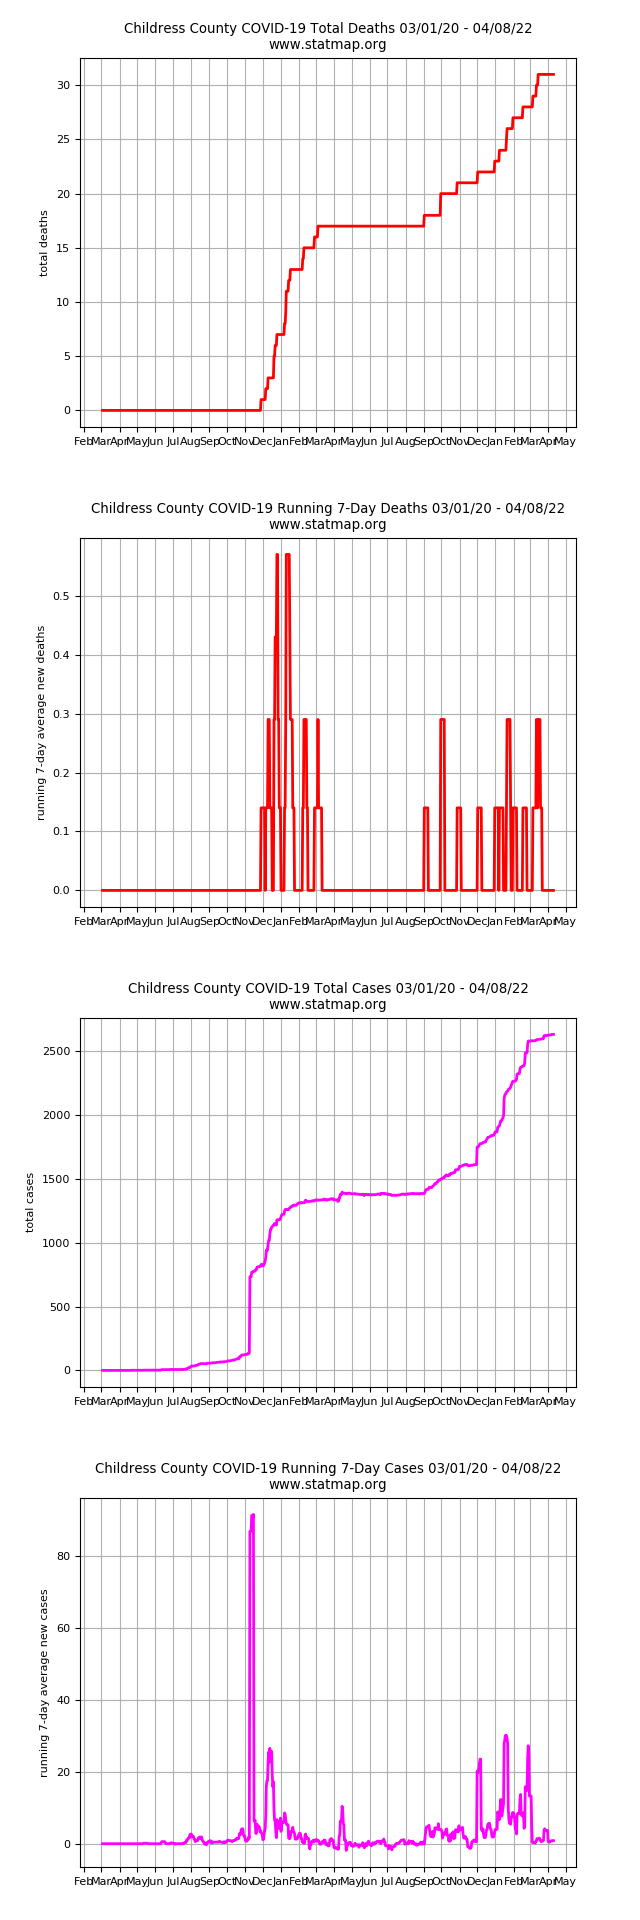 Childress County COVID-19 Total Deaths 03/01/20 - 04/08/22
www.statmap.org
30
25
20
15
10
5
0
total deaths
Feb Mar Apr May Jun Jul Aug Sep Oct Nov Dec Jan Feb Mar Apr May Jun Jul Aug Sep Oct Nov Dec Jan Feb Mar Apr May
Childress County COVID-19 Running 7-Day Deaths 03/01/20 - 04/08/22
www.statmap.org
0.5
0.4
0.3
0.2
0.1
0.0
running 7-day average new deaths
Feb Mar Apr May Jun Jul Aug Sep Oct Nov Dec Jan Feb Mar Apr May Jun Jul Aug Sep Oct Nov Dec Jan Feb Mar Apr May
Childress County COVID-19 Total Cases 03/01/20 - 04/08/22
www.statmap.org
2500
2000
1500
1000
500
0
total cases
Feb Mar Apr May Jun Jul Aug Sep Oct Nov Dec Jan Feb Mar Apr May Jun Jul Aug Sep Oct Nov Dec Jan Feb Mar Apr May
Childress County COVID-19 Running 7-Day Cases 03/01/20 - 04/08/22
www.statmap.org
80
60
40
20
0
running 7-day average new cases
Feb Mar Apr May Jun Jul Aug Sep Oct Nov Dec Jan Feb Mar Apr May Jun Jul Aug Sep Oct Nov Dec Jan Feb Mar Apr May